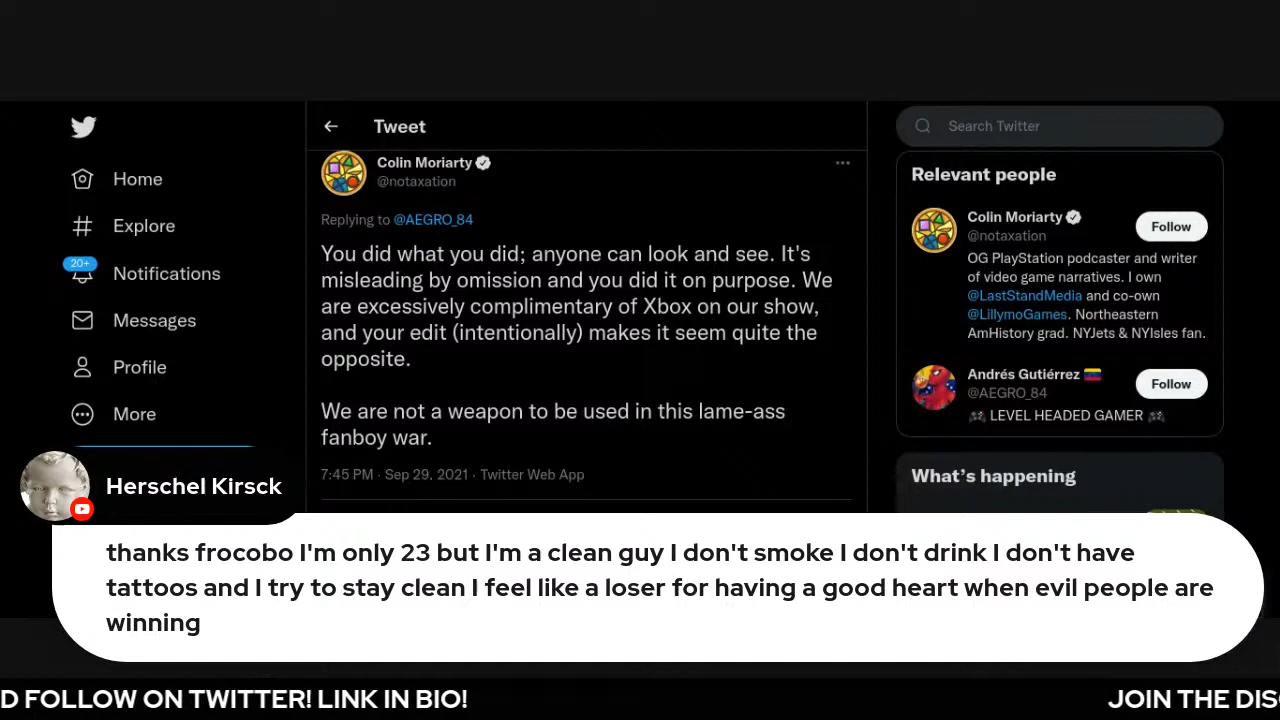 Home
Explore
20+
Notifications
Messages
Profile
More
Tweet
Colin Moriarty
@notaxation
Replying to @AEGRO_84
You did what you did; anyone can look and see. It's
misleading by omission and you did it on purpose. We
are excessively complimentary of Xbox on our show,
and your edit (intentionally) makes it seem quite the
opposite.
We are not a weapon to be used in this lame-ass
fanboy war.
7:45 PM · Sep 29, 2021 · Twitter Web App
Search Twitter
Relevant people
Colin Moriarty
@notaxation
Follow
OG PlayStation podcaster and writer
of video game narratives. I own
@LastStandMedia and co-own
@LillymoGames. Northeastern
AmHistory grad. NYJets & NYIsles fan.
Andrés Gutiérrez 🇻🇪
@AEGRO_84
Follow
🎮 LEVEL HEADED GAMER 🎮
What's happening
Herschel Kirsck
thanks frocobo I'm only 23 but I'm a clean guy I don't smoke I don't drink I don't have
tattoos and I try to stay clean I feel like a loser for having a good heart when evil people are
winning
D FOLLOW ON TWITTER! LINK IN BIO!
JOIN THE DIS